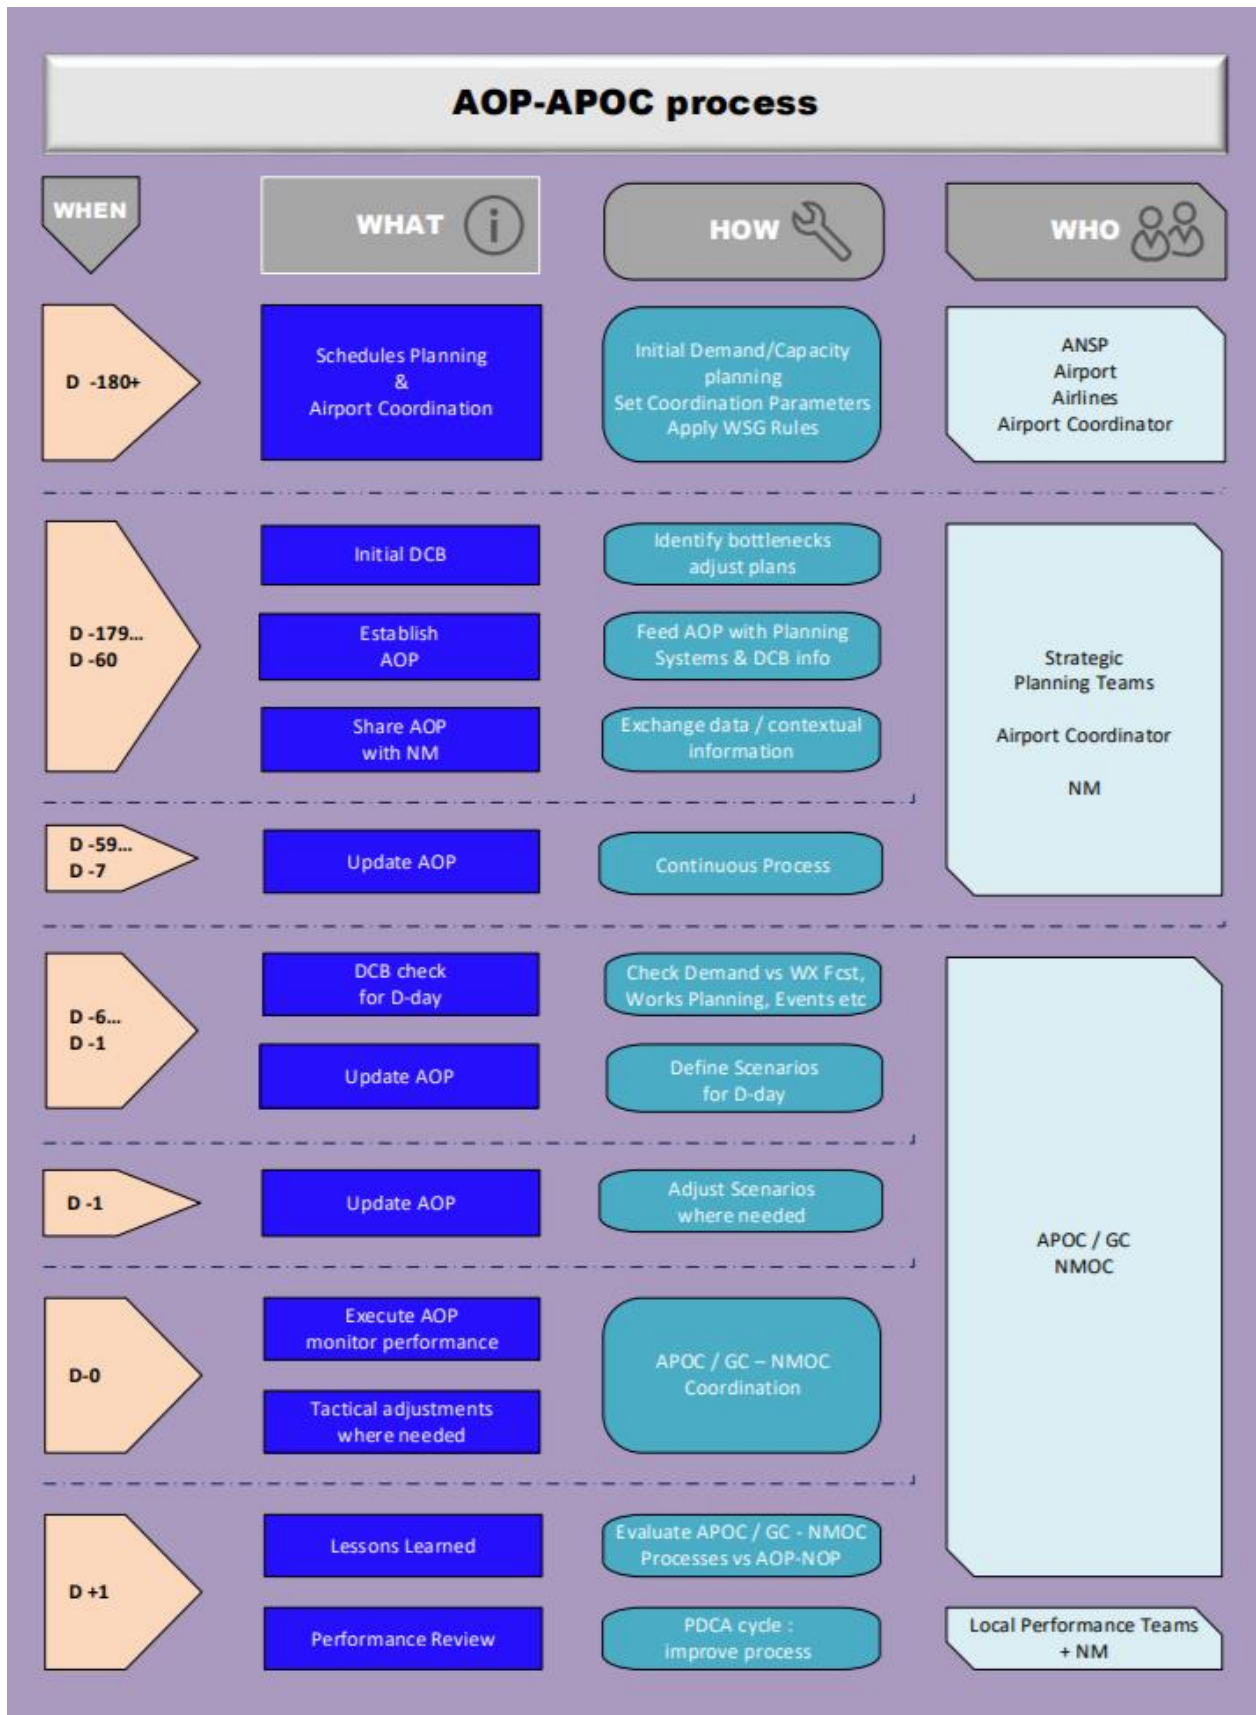 AOP-APOC process
WHEN
WHAT
HOW
WHO
D -180+
Schedules Planning
&
Airport Coordination
Initial Demand/Capacity
planning
Set Coordination Parameters
Apply WSG Rules
ANSP
Airport
Airlines
Airport Coordinator
D -179...
D -60
Initial DCB
Identify bottlenecks
adjust plans
Establish
AOP
Feed AOP with Planning
Systems & DCB info
Share AOP
with NM
Exchange data / contextual
information
Strategic
Planning Teams
Airport Coordinator
NM
D -59...
D -7
Update AOP
Continuous Process
D -6...
D -1
DCB check
for D-day
Check Demand vs WX Fcst,
Works Planning, Events etc
Update AOP
Define Scenarios
for D-day
D -1
Update AOP
Adjust Scenarios
where needed
APOC / GC
NMOC
D-0
Execute AOP
monitor performance
Tactical adjustments
where needed
APOC / GC – NMOC
Coordination
D +1
Lessons Learned
Evaluate APOC / GC - NMOC
Processes vs AOP-NOP
Performance Review
PDCA cycle :
improve process
Local Performance Teams
+ NM